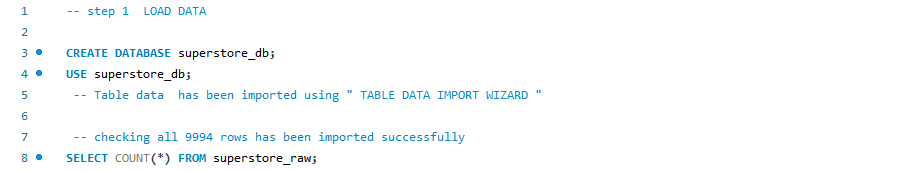 1 -- step 1  LOAD DATA
2
3 CREATE DATABASE superstore_db;
4 USE superstore_db;
5 -- Table data  has been imported using " TABLE DATA IMPORT WIZARD "
6
7 -- checking all 9994 rows has been imported successfully
8 SELECT COUNT(*) FROM superstore_raw;